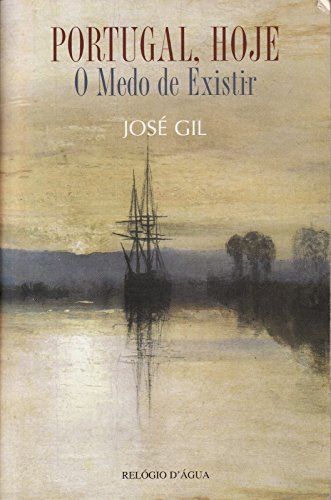 PORTUGAL, HOJE
O Medo de Existir
JOSÉ GIL
RELÓGIO D'ÁGUA